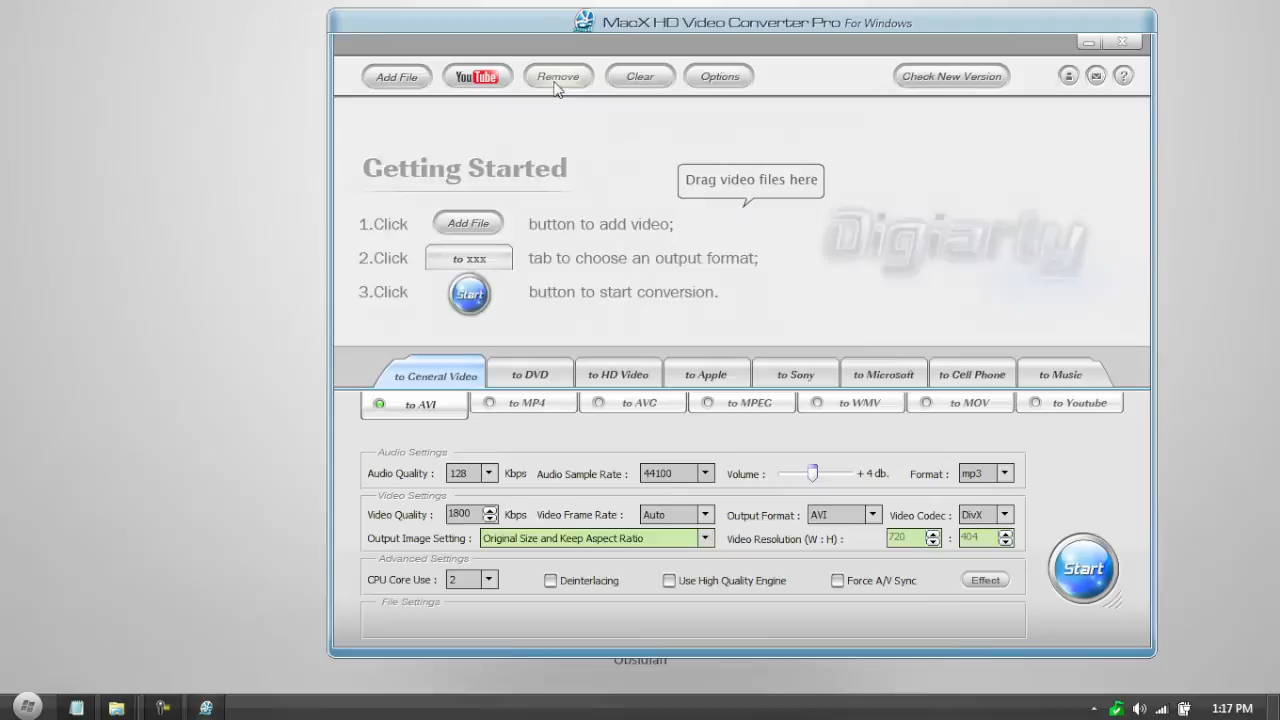 MacX HD Video Converter Pro For Windows
Add File YouTube Remove Clear Options Check New Version ?
Getting Started
Drag video files here
1.Click Add File button to add video;
2.Click to xxx tab to choose an output format;
3.Click Start button to start conversion.
Digiarty
to General Video to DVD to HD Video to Apple to Sony to Microsoft to Cell Phone to Music
to AVI to MP4 to AVC to MPEG to WMV to MOV to Youtube
Audio Settings
Audio Quality : 128 Kbps Audio Sample Rate : 44100 Volume : + 4 db. Format : mp3
Video Settings
Video Quality : 1800 Kbps Video Frame Rate : Auto Output Format : AVI Video Codec : DivX
Output Image Setting : Original Size and Keep Aspect Ratio Video Resolution (W : H) : 720 : 404
Advanced Settings
CPU Core Use : 2 Deinterlacing Use High Quality Engine Force A/V Sync Effect
Start
File Settings
Obsidian
1:17 PM